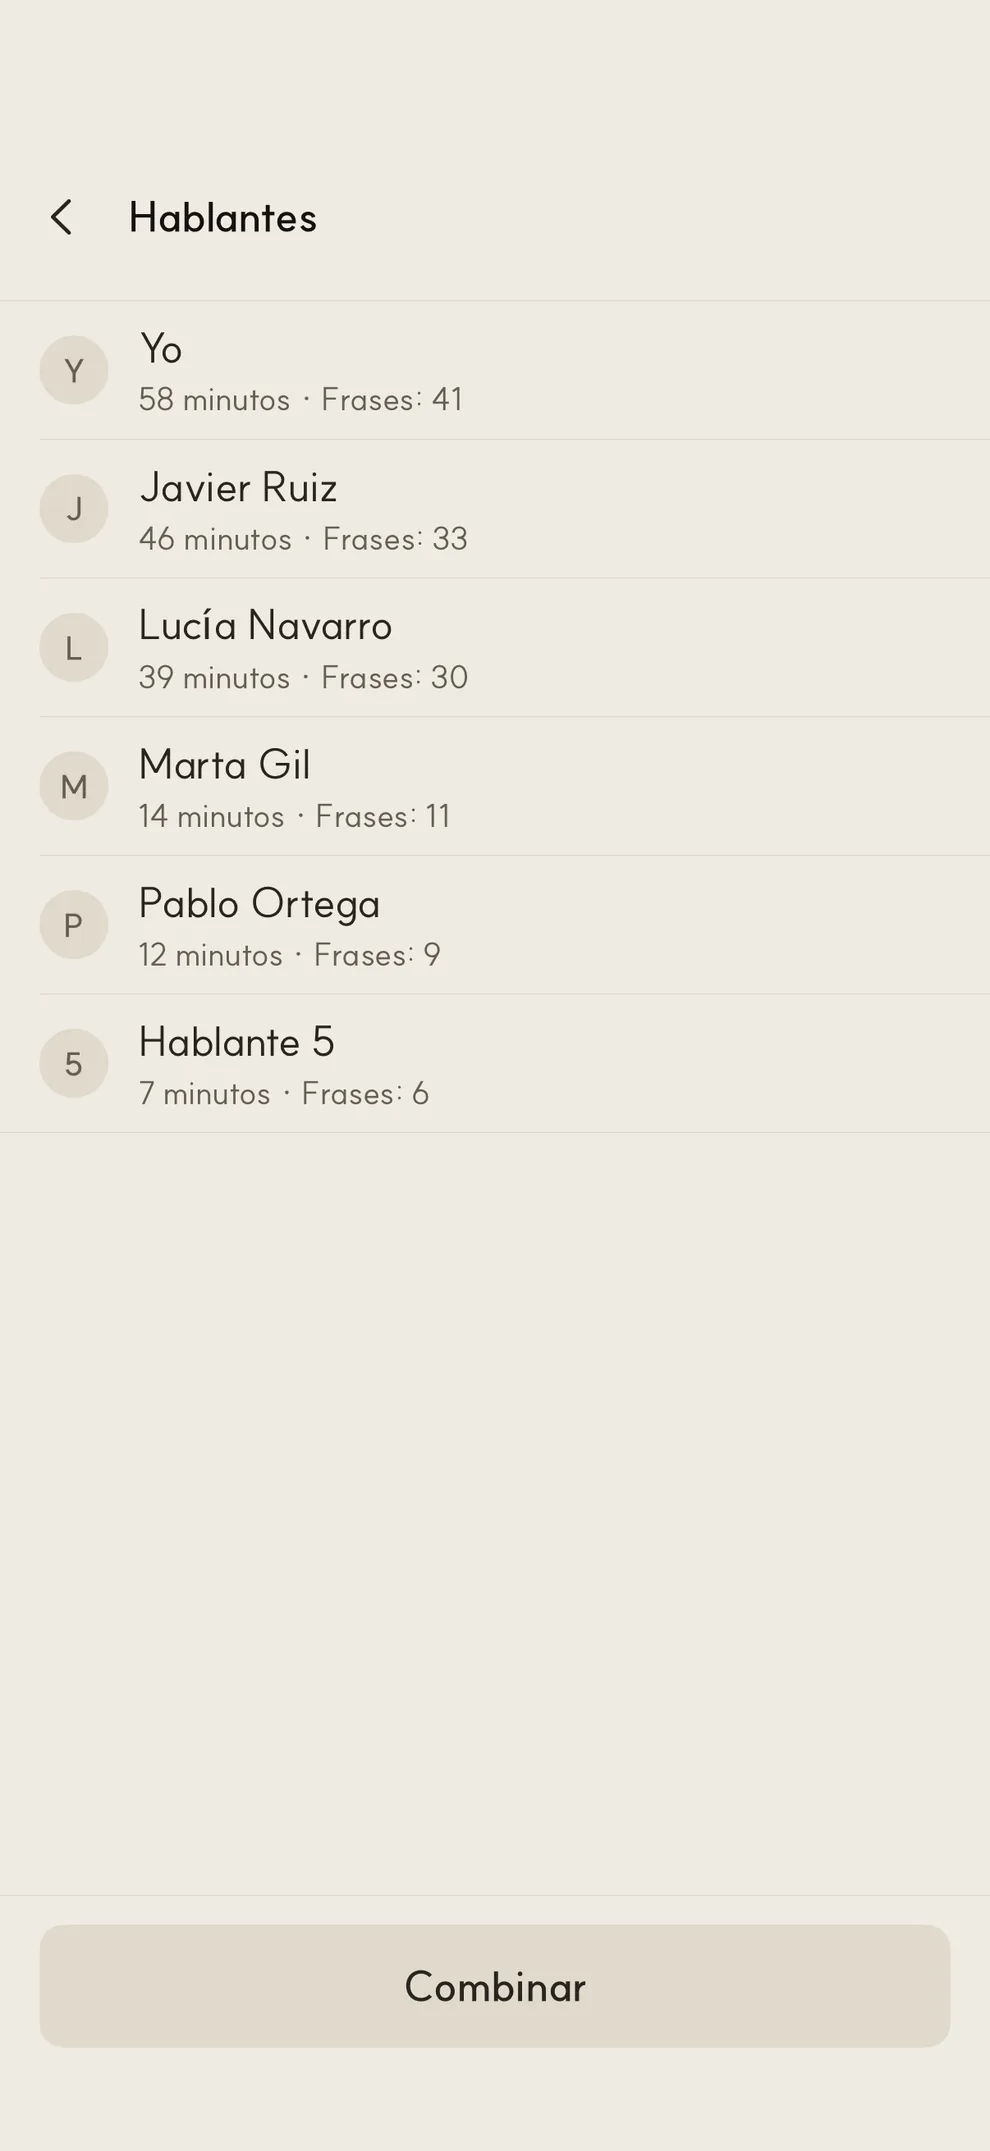 Hablantes
Y
Yo
58 minutos · Frases: 41
J
Javier Ruiz
46 minutos · Frases: 33
L
Lucía Navarro
39 minutos · Frases: 30
M
Marta Gil
14 minutos · Frases: 11
P
Pablo Ortega
12 minutos · Frases: 9
5
Hablante 5
7 minutos · Frases: 6
Combinar